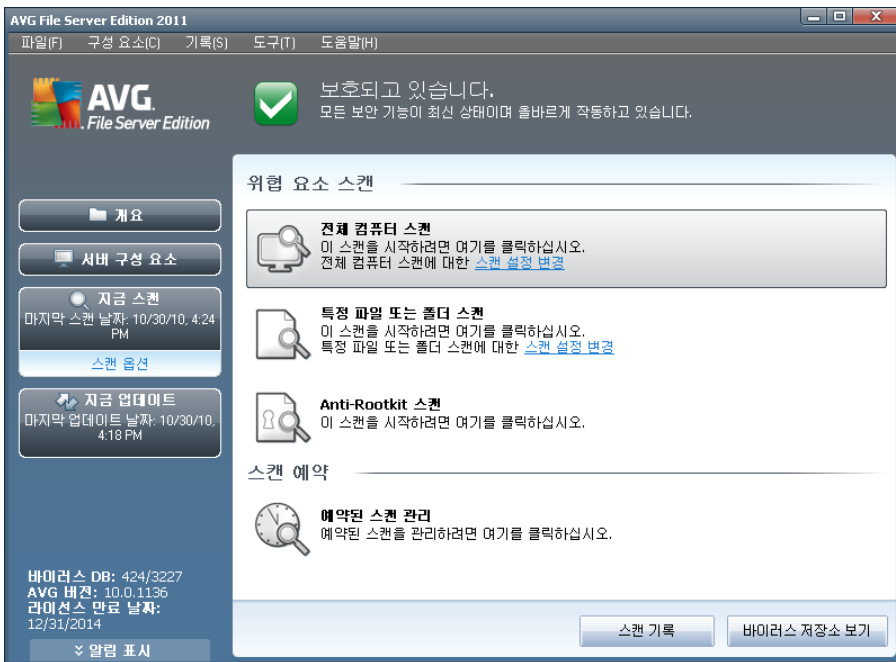 AVG File Server Edition 2011
파일(F) 구성 요소(C) 기록(S) 도구(T) 도움말(H)
AVG.
File Server Edition
보호되고 있습니다.
모든 보안 기능이 최신 상태이며 올바르게 작동하고 있습니다.
개요
서버 구성 요소
지금 스캔
마지막 스캔 날짜: 10/30/10, 4:24
PM
스캔 옵션
지금 업데이트
마지막 업데이트 날짜: 10/30/10,
4:18 PM
바이러스 DB: 424/3227
AVG 버전: 10.0.1136
라이선스 만료 날짜:
12/31/2014
알림 표시
위협 요소 스캔
전체 컴퓨터 스캔
이 스캔을 시작하려면 여기를 클릭하십시오.
전체 컴퓨터 스캔에 대한 스캔 설정 변경
특정 파일 또는 폴더 스캔
이 스캔을 시작하려면 여기를 클릭하십시오.
특정 파일 또는 폴더 스캔에 대한 스캔 설정 변경
Anti-Rootkit 스캔
이 스캔을 시작하려면 여기를 클릭하십시오.
스캔 예약
예약된 스캔 관리
예약된 스캔을 관리하려면 여기를 클릭하십시오.
스캔 기록
바이러스 저장소 보기